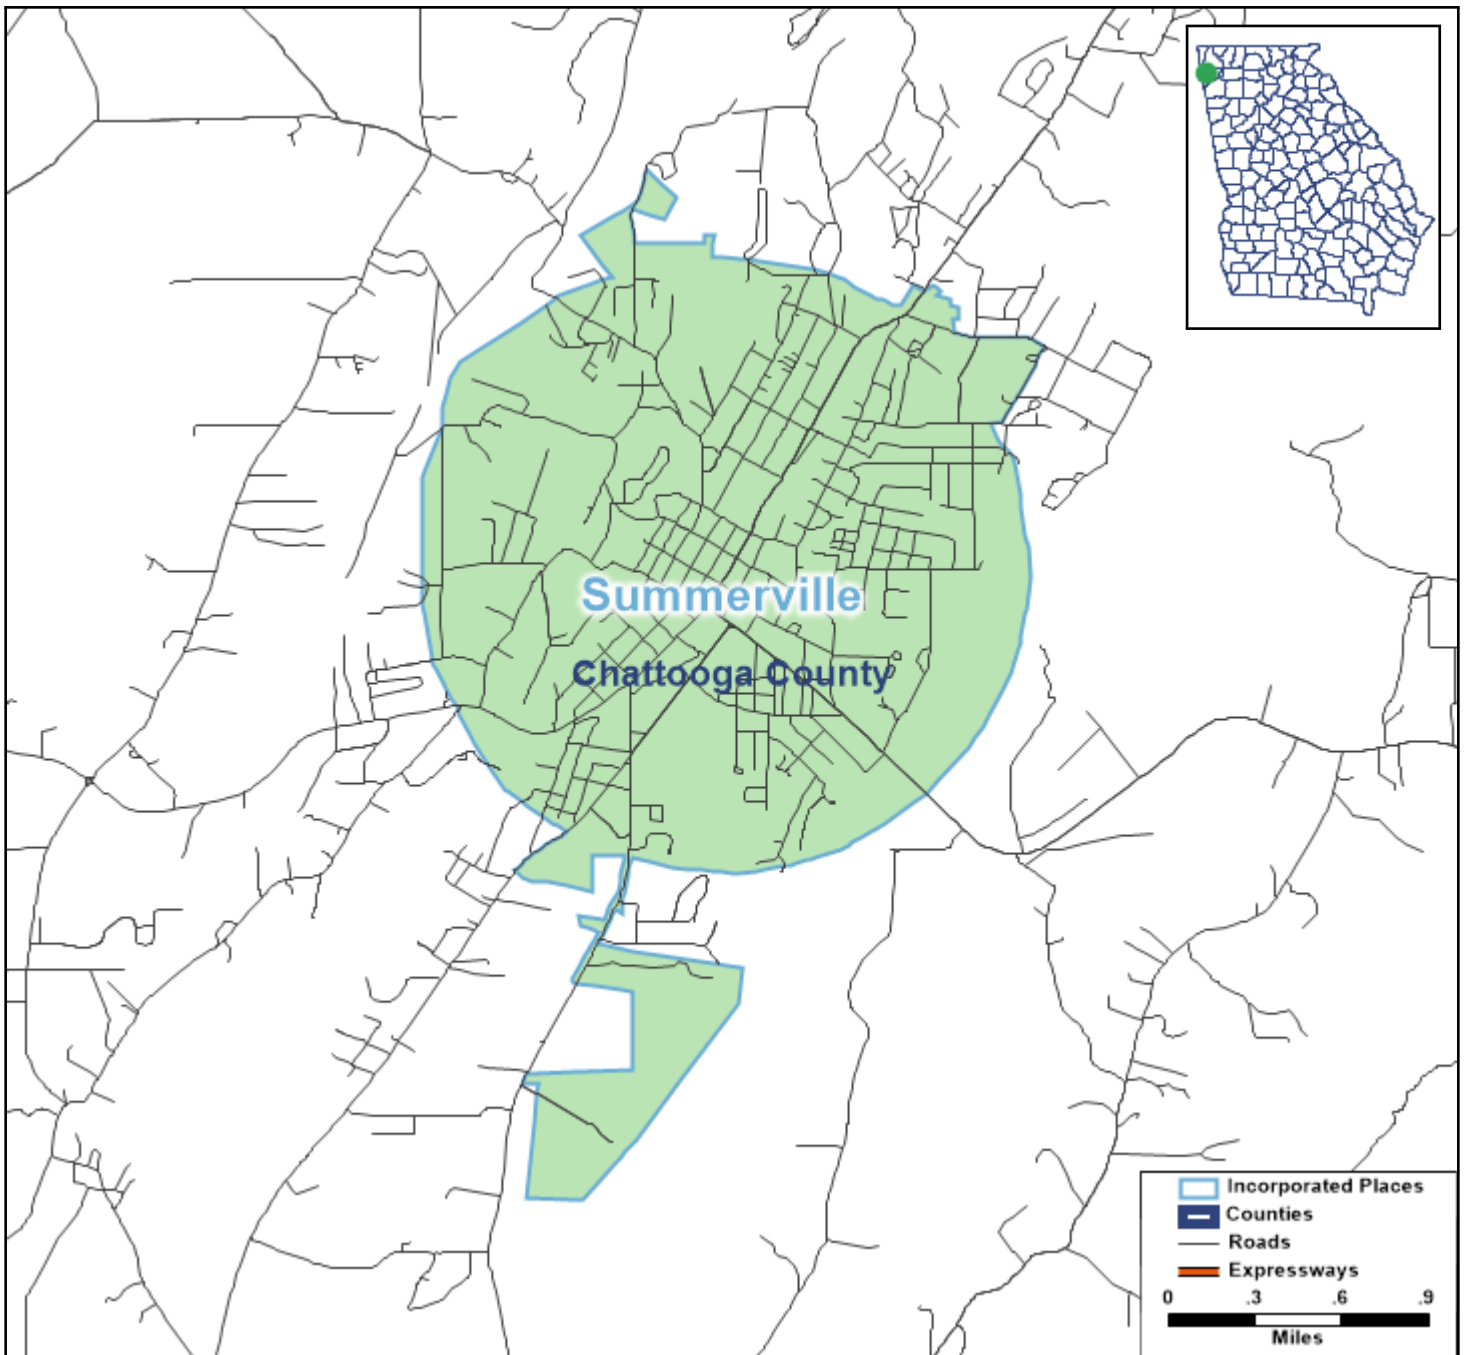 Summerville
Chattooga County
Incorporated Places
Counties
Roads
Expressways
0 .3 .6 .9
Miles